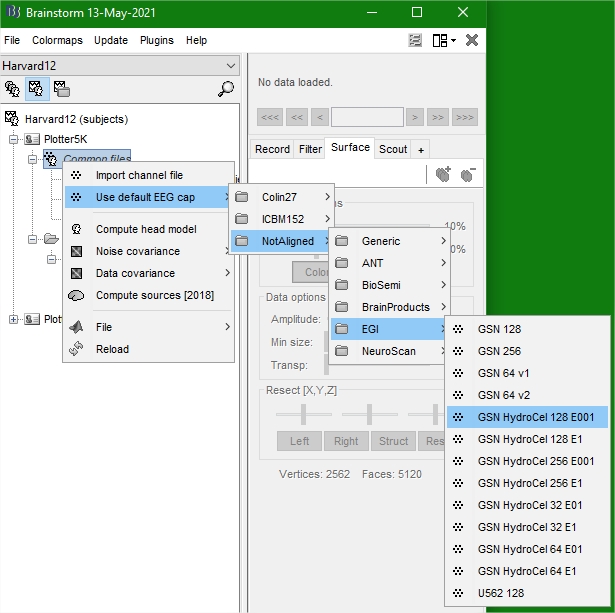 Brainstorm 13-May-2021
File Colormaps Update Plugins Help
Harvard12
No data loaded.
<<< << < > >> >>>
Harvard12 (subjects)
Plotter5K
Common files
Record Filter Surface Scout +
Import channel file
Use default EEG cap
Compute head model
Noise covariance
Data covariance
Compute sources [2018]
File
Reload
Colin27
ICBM152
NotAligned
Generic
ANT
BioSemi
BrainProducts
EGI
NeuroScan
GSN 128
GSN 256
GSN 64 v1
GSN 64 v2
GSN HydroCel 128 E001
GSN HydroCel 128 E1
GSN HydroCel 256 E001
GSN HydroCel 256 E1
GSN HydroCel 32 E01
GSN HydroCel 32 E1
GSN HydroCel 64 E01
GSN HydroCel 64 E1
U562 128
10%
0%
Data options
Amplitude:
Min size:
Transp:
Resect [X,Y,Z]
Left Right Struct Res
Vertices: 2562 Faces: 5120